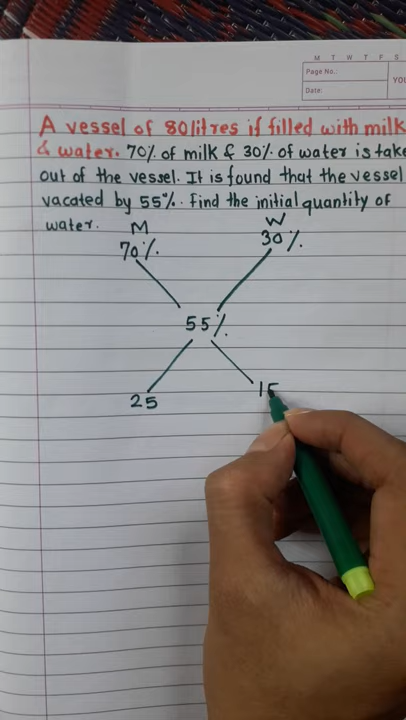 M T W T F S
Page No.:
Date:
YOU
A vessel of 80litres if filled with milk
& water. 70% of milk & 30% of water is take
out of the vessel. It is found that the vessel
vacated by 55%. Find the initial quantity of
water.
M W
70% 30%
55%
25 15